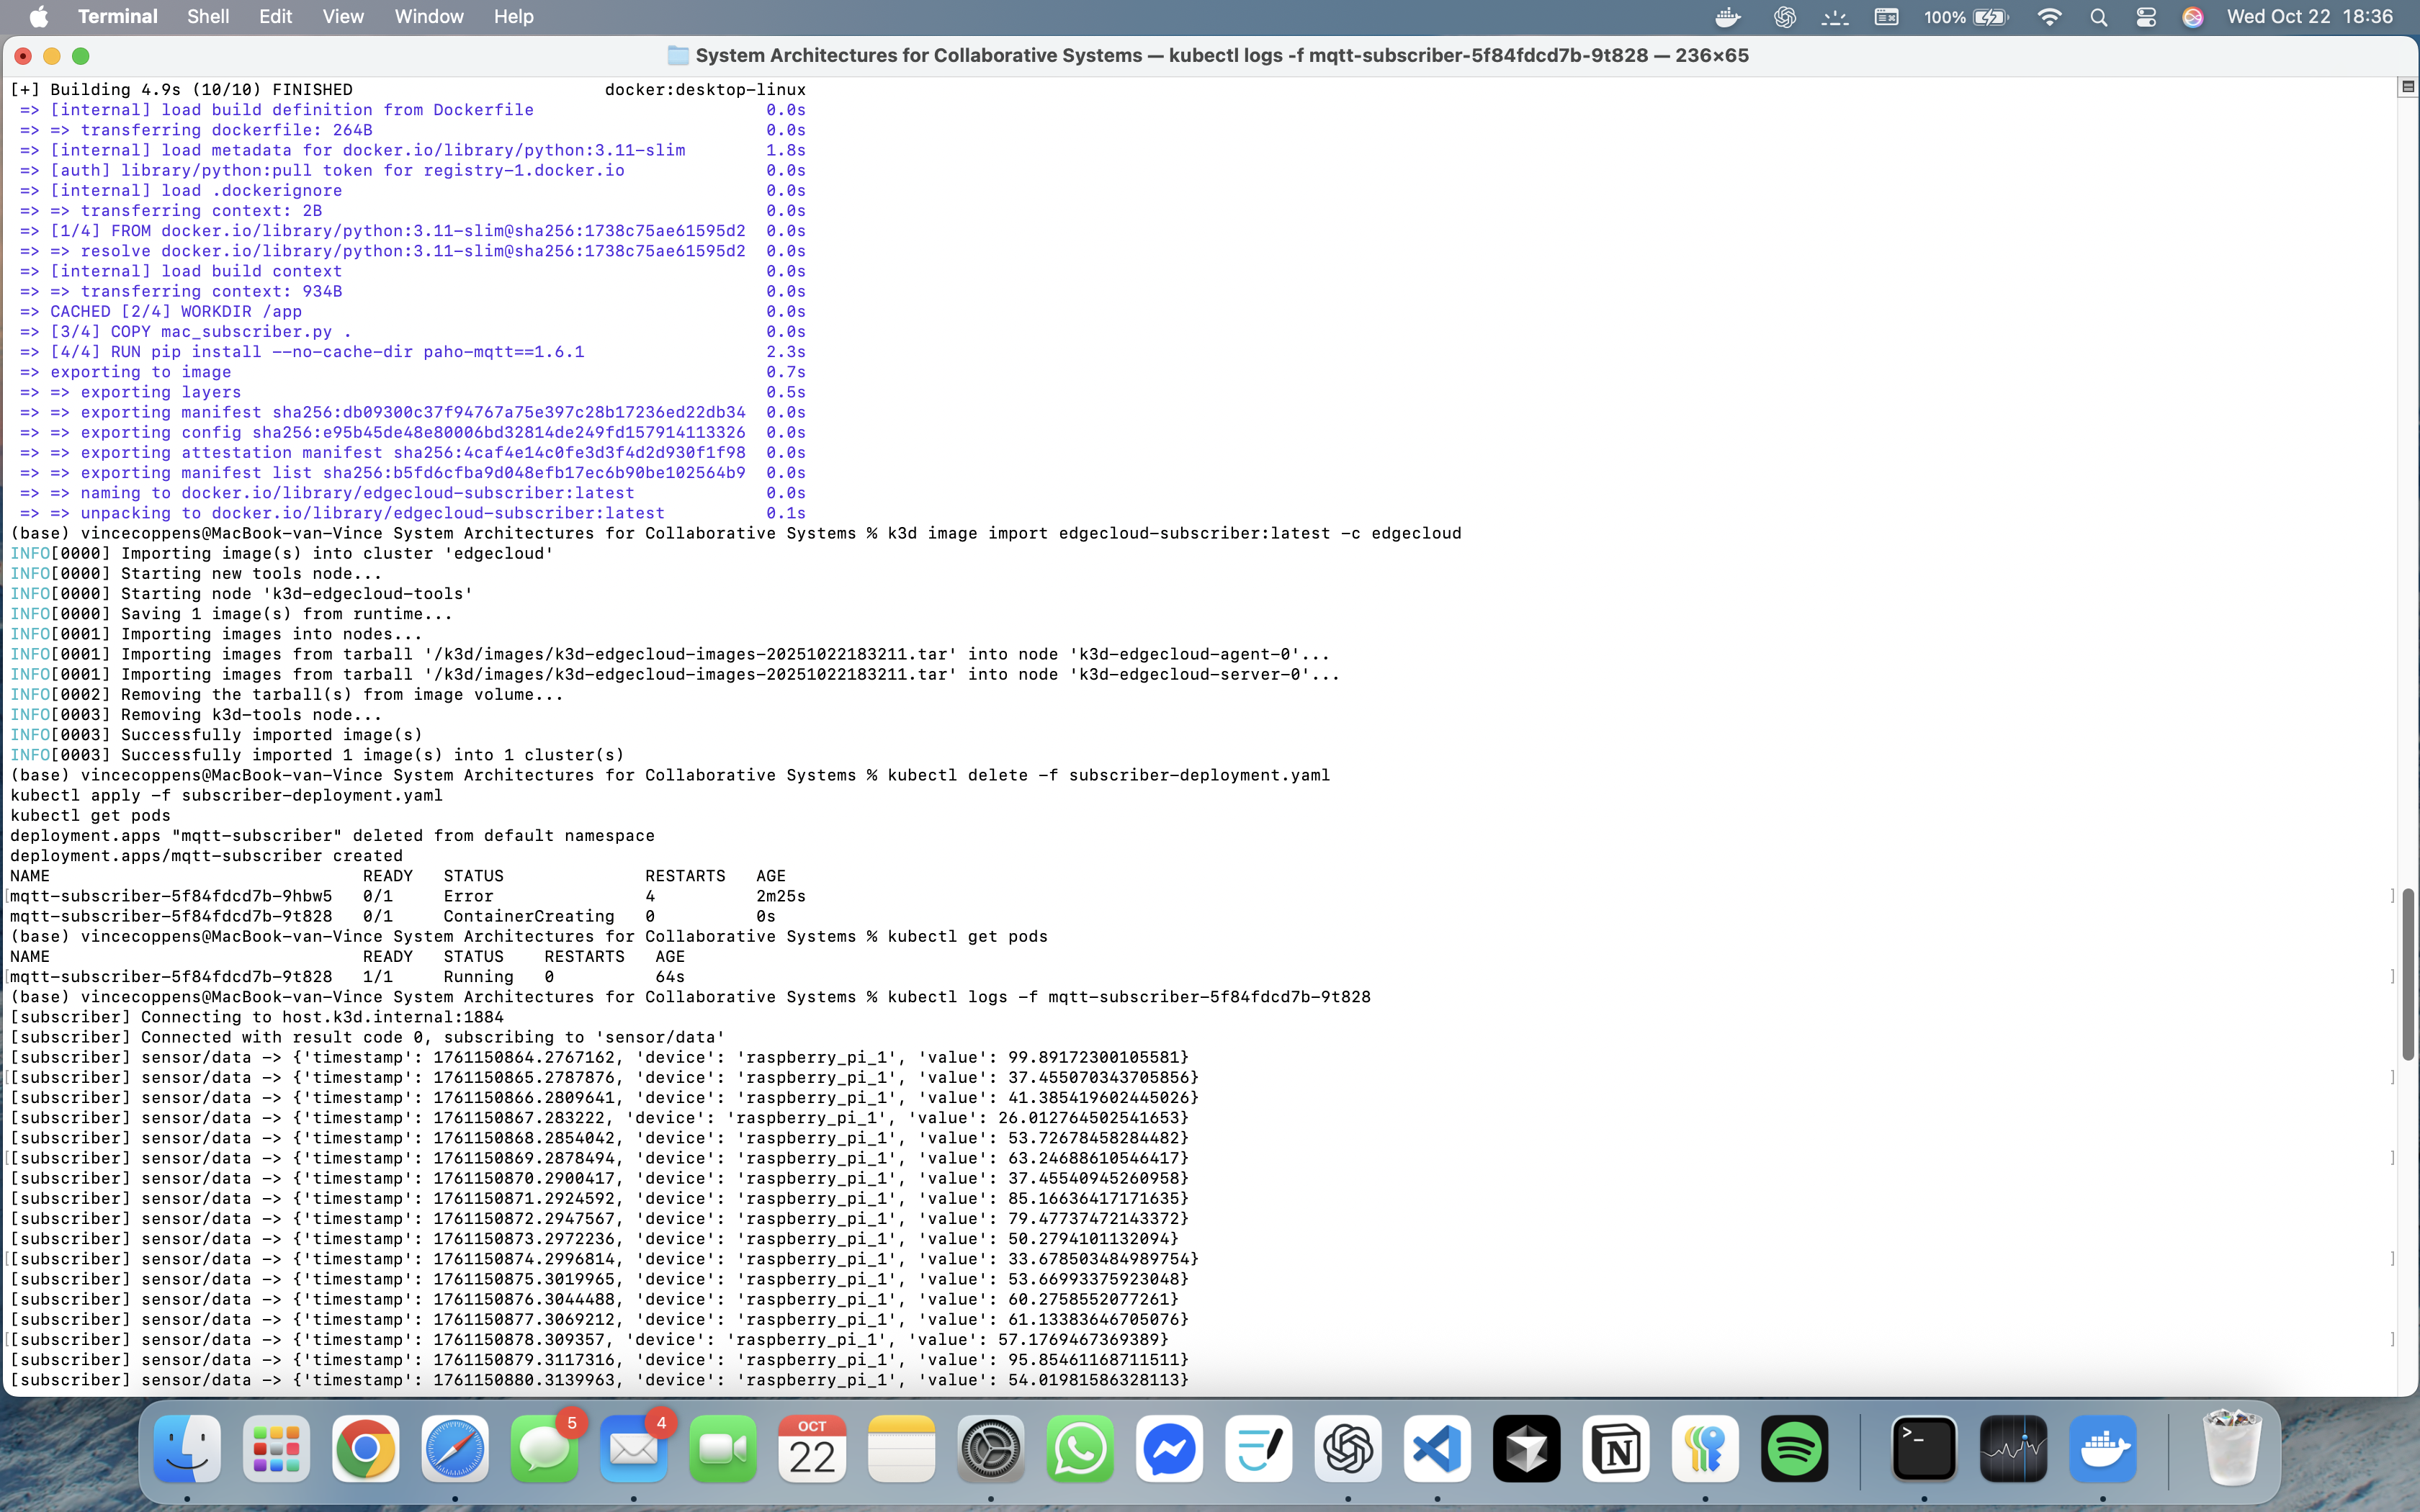 Terminal Shell Edit View Window Help 100% Wed Oct 22 18:36
System Architectures for Collaborative Systems — kubectl logs -f mqtt-subscriber-5f84fdcd7b-9t828 — 236×65
[+] Building 4.9s (10/10) FINISHED docker:desktop-linux
=> [internal] load build definition from Dockerfile 0.0s
=> => transferring dockerfile: 264B 0.0s
=> [internal] load metadata for docker.io/library/python:3.11-slim 1.8s
=> [auth] library/python:pull token for registry-1.docker.io 0.0s
=> [internal] load .dockerignore 0.0s
=> => transferring context: 2B 0.0s
=> [1/4] FROM docker.io/library/python:3.11-slim@sha256:1738c75ae61595d2 0.0s
=> => resolve docker.io/library/python:3.11-slim@sha256:1738c75ae61595d2 0.0s
=> [internal] load build context 0.0s
=> => transferring context: 934B 0.0s
=> CACHED [2/4] WORKDIR /app 0.0s
=> [3/4] COPY mac_subscriber.py . 0.0s
=> [4/4] RUN pip install --no-cache-dir paho-mqtt==1.6.1 2.3s
=> exporting to image 0.7s
=> => exporting layers 0.5s
=> => exporting manifest sha256:db09300c37f94767a75e397c28b17236ed22db34 0.0s
=> => exporting config sha256:e95b45de48e80006bd32814de249fd157914113326 0.0s
=> => exporting attestation manifest sha256:4caf4e14c0fe3d3f4d2d930f1f98 0.0s
=> => exporting manifest list sha256:b5fd6cfba9d048efb17ec6b90be102564b9 0.0s
=> => naming to docker.io/library/edgecloud-subscriber:latest 0.0s
=> => unpacking to docker.io/library/edgecloud-subscriber:latest 0.1s
(base) vincecoppens@MacBook-van-Vince System Architectures for Collaborative Systems % k3d image import edgecloud-subscriber:latest -c edgecloud
INFO[0000] Importing image(s) into cluster 'edgecloud'
INFO[0000] Starting new tools node...
INFO[0000] Starting node 'k3d-edgecloud-tools'
INFO[0000] Saving 1 image(s) from runtime...
INFO[0001] Importing images into nodes...
INFO[0001] Importing images from tarball '/k3d/images/k3d-edgecloud-images-20251022183211.tar' into node 'k3d-edgecloud-agent-0'...
INFO[0001] Importing images from tarball '/k3d/images/k3d-edgecloud-images-20251022183211.tar' into node 'k3d-edgecloud-server-0'...
INFO[0002] Removing the tarball(s) from image volume...
INFO[0003] Removing k3d-tools node...
INFO[0003] Successfully imported image(s)
INFO[0003] Successfully imported 1 image(s) into 1 cluster(s)
(base) vincecoppens@MacBook-van-Vince System Architectures for Collaborative Systems % kubectl delete -f subscriber-deployment.yaml
kubectl apply -f subscriber-deployment.yaml
kubectl get pods
deployment.apps "mqtt-subscriber" deleted from default namespace
deployment.apps/mqtt-subscriber created
NAME READY STATUS RESTARTS AGE
[mqtt-subscriber-5f84fdcd7b-9hbw5 0/1 Error 4 2m25s ]
mqtt-subscriber-5f84fdcd7b-9t828 0/1 ContainerCreating 0 0s
(base) vincecoppens@MacBook-van-Vince System Architectures for Collaborative Systems % kubectl get pods
NAME READY STATUS RESTARTS AGE
[mqtt-subscriber-5f84fdcd7b-9t828 1/1 Running 0 64s ]
(base) vincecoppens@MacBook-van-Vince System Architectures for Collaborative Systems % kubectl logs -f mqtt-subscriber-5f84fdcd7b-9t828
[subscriber] Connecting to host.k3d.internal:1884
[subscriber] Connected with result code 0, subscribing to 'sensor/data'
[subscriber] sensor/data -> {'timestamp': 1761150864.2767162, 'device': 'raspberry_pi_1', 'value': 99.89172300105581}
[[subscriber] sensor/data -> {'timestamp': 1761150865.2787876, 'device': 'raspberry_pi_1', 'value': 37.455070343705856} ]
[subscriber] sensor/data -> {'timestamp': 1761150866.2809641, 'device': 'raspberry_pi_1', 'value': 41.385419602445026}
[subscriber] sensor/data -> {'timestamp': 1761150867.283222, 'device': 'raspberry_pi_1', 'value': 26.012764502541653}
[subscriber] sensor/data -> {'timestamp': 1761150868.2854042, 'device': 'raspberry_pi_1', 'value': 53.72678458284482}
[[subscriber] sensor/data -> {'timestamp': 1761150869.2878494, 'device': 'raspberry_pi_1', 'value': 63.24688610546417} ]
[subscriber] sensor/data -> {'timestamp': 1761150870.2900417, 'device': 'raspberry_pi_1', 'value': 37.45540945260958}
[subscriber] sensor/data -> {'timestamp': 1761150871.2924592, 'device': 'raspberry_pi_1', 'value': 85.16636417171635}
[subscriber] sensor/data -> {'timestamp': 1761150872.2947567, 'device': 'raspberry_pi_1', 'value': 79.47737472143372}
[subscriber] sensor/data -> {'timestamp': 1761150873.2972236, 'device': 'raspberry_pi_1', 'value': 50.2794101132094}
[[subscriber] sensor/data -> {'timestamp': 1761150874.2996814, 'device': 'raspberry_pi_1', 'value': 33.678503484989754} ]
[subscriber] sensor/data -> {'timestamp': 1761150875.3019965, 'device': 'raspberry_pi_1', 'value': 53.66993375923048}
[subscriber] sensor/data -> {'timestamp': 1761150876.3044488, 'device': 'raspberry_pi_1', 'value': 60.2758552077261}
[subscriber] sensor/data -> {'timestamp': 1761150877.3069212, 'device': 'raspberry_pi_1', 'value': 61.13383646705076}
[[subscriber] sensor/data -> {'timestamp': 1761150878.309357, 'device': 'raspberry_pi_1', 'value': 57.1769467369389} ]
[subscriber] sensor/data -> {'timestamp': 1761150879.3117316, 'device': 'raspberry_pi_1', 'value': 95.85461168711511}
[subscriber] sensor/data -> {'timestamp': 1761150880.3139963, 'device': 'raspberry_pi_1', 'value': 54.01981586328113}
5 4 OCT
22